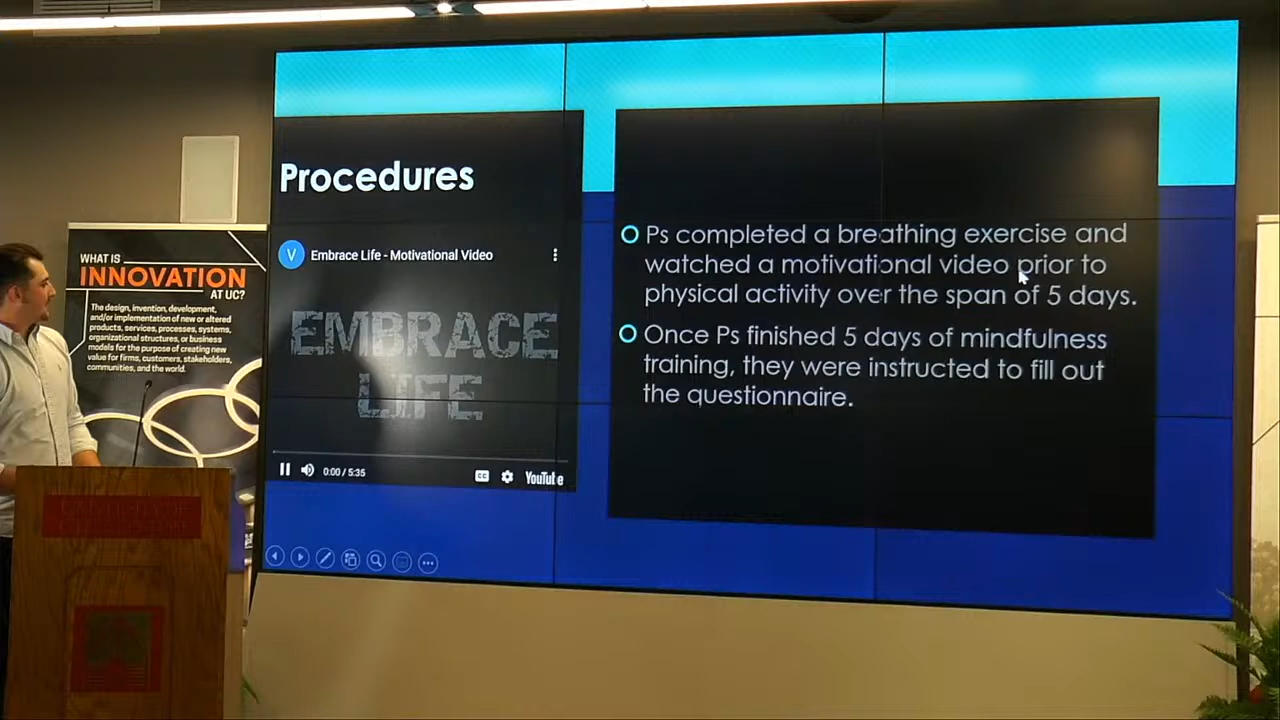 WHAT IS
INNOVATION
AT UC?
The design, invention, development,
and/or implementation of new or altered
products, services, processes, systems,
organizational structures, or business
models for the purpose of creating new
value for firms, customers, stakeholders,
communities, and the world.
Procedures
V Embrace Life - Motivational Video
EMBRACE
LIFE
0:00 / 5:35
CC
YouTube
Ps completed a breathing exercise and
watched a motivational video prior to
physical activity over the span of 5 days.
Once Ps finished 5 days of mindfulness
training, they were instructed to fill out
the questionnaire.